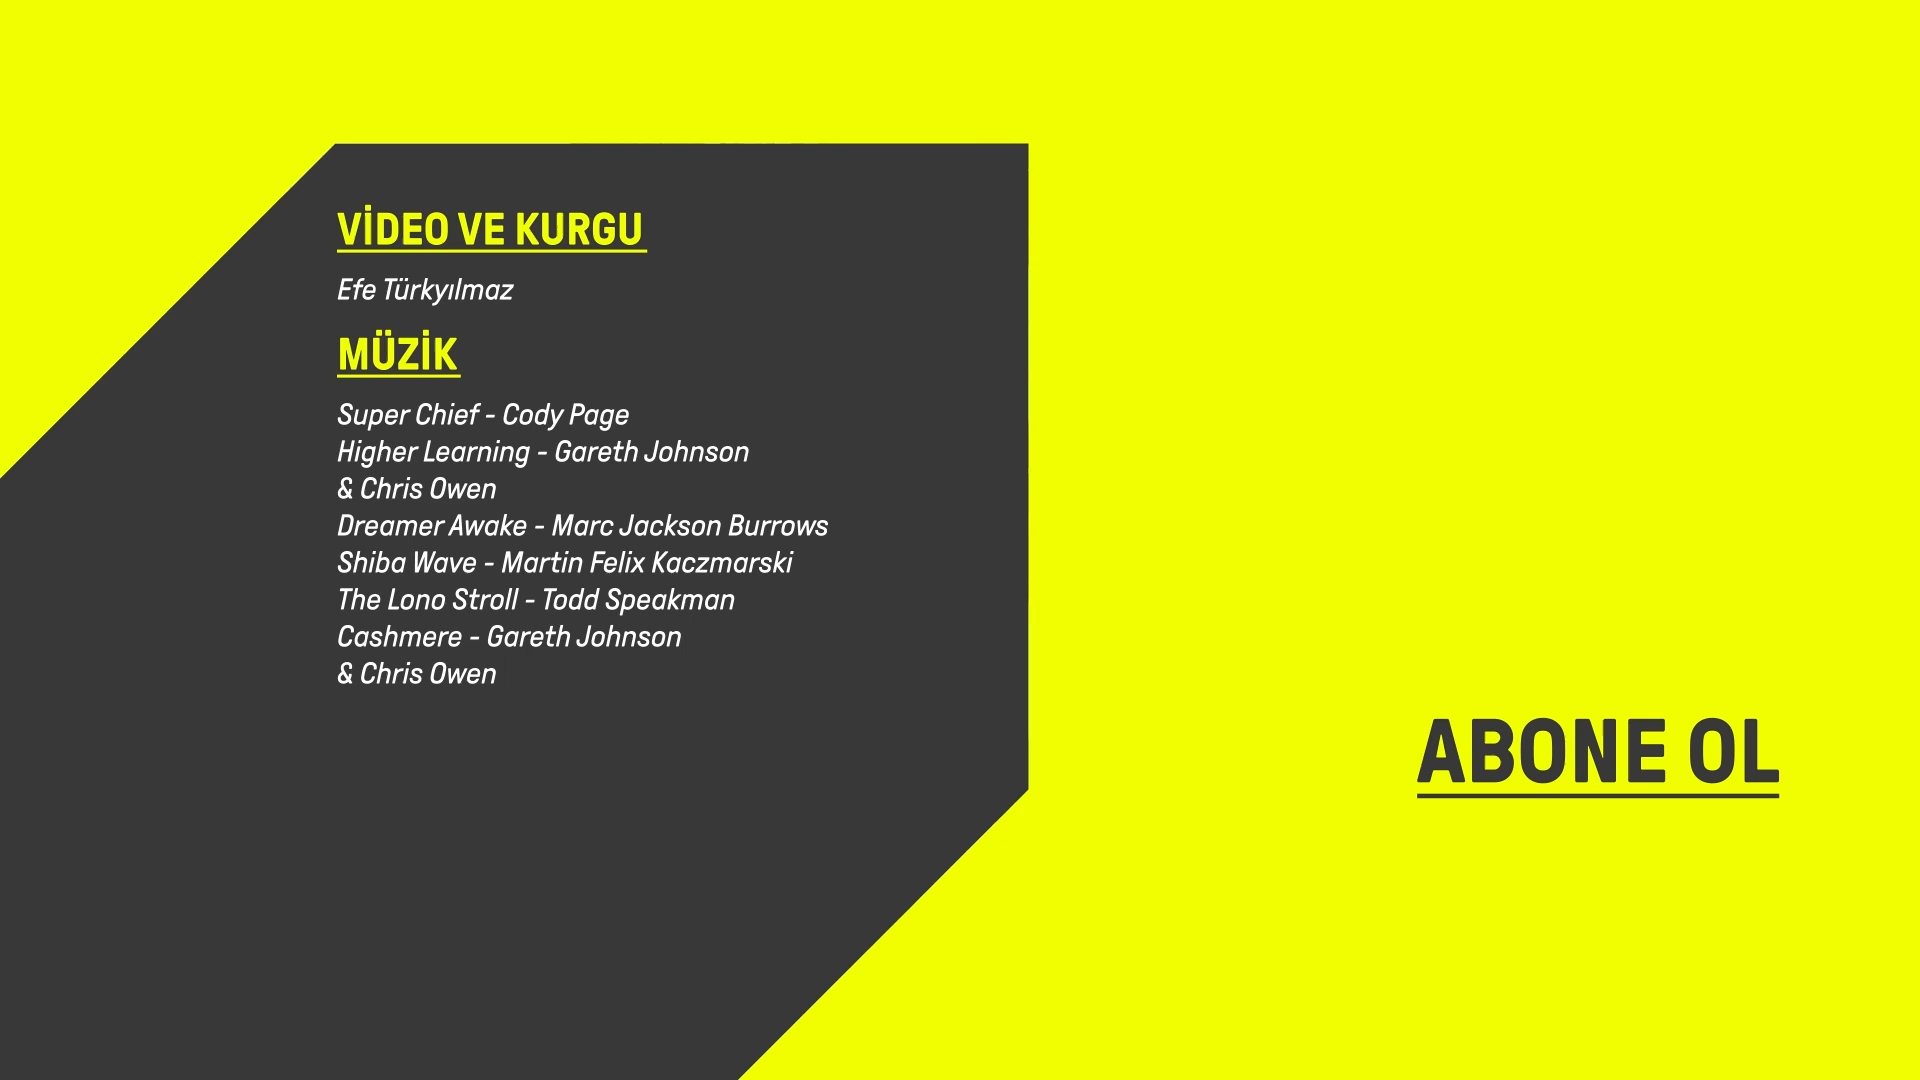 VİDEO VE KURGU
Efe Türkyılmaz
MÜZİK
Super Chief - Cody Page
Higher Learning - Gareth Johnson
& Chris Owen
Dreamer Awake - Marc Jackson Burrows
Shiba Wave - Martin Felix Kaczmarski
The Lono Stroll - Todd Speakman
Cashmere - Gareth Johnson
& Chris Owen
ABONE OL